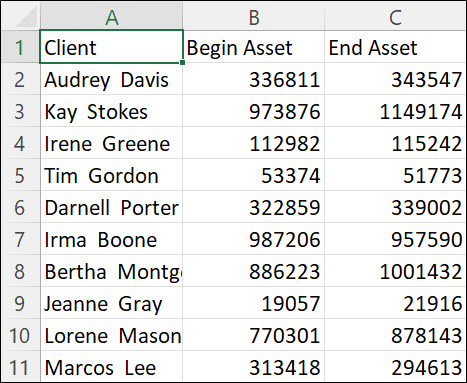 A B C
1 Client Begin Asset End Asset
2 Audrey Davis 336811 343547
3 Kay Stokes 973876 1149174
4 Irene Greene 112982 115242
5 Tim Gordon 53374 51773
6 Darnell Porter 322859 339002
7 Irma Boone 987206 957590
8 Bertha Montg 886223 1001432
9 Jeanne Gray 19057 21916
10 Lorene Mason 770301 878143
11 Marcos Lee 313418 294613